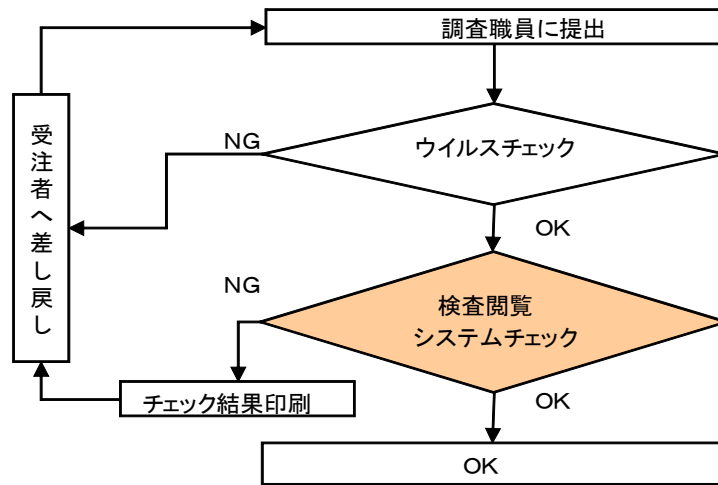 調査職員に提出
ウイルスチェック
NG
OK
受注者へ差し戻し
検査閲覧
システムチェック
NG
OK
チェック結果印刷
OK